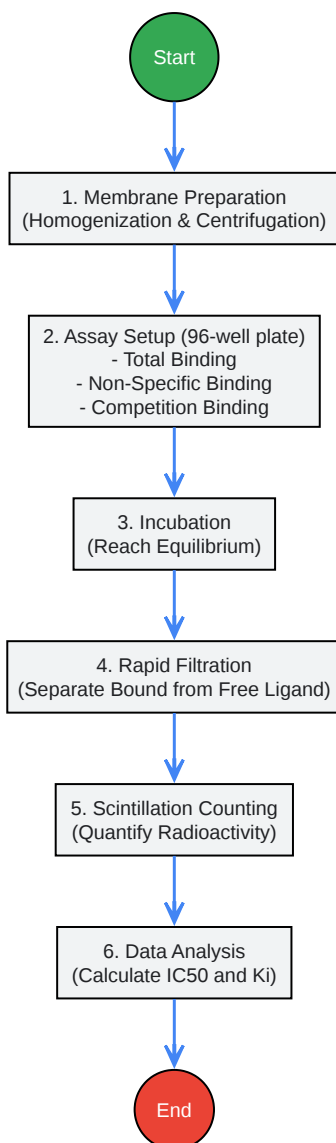 Start
1. Membrane Preparation
(Homogenization & Centrifugation)
2. Assay Setup (96-well plate)
- Total Binding
- Non-Specific Binding
- Competition Binding
3. Incubation
(Reach Equilibrium)
4. Rapid Filtration
(Separate Bound from Free Ligand)
5. Scintillation Counting
(Quantify Radioactivity)
6. Data Analysis
(Calculate IC50 and Ki)
End